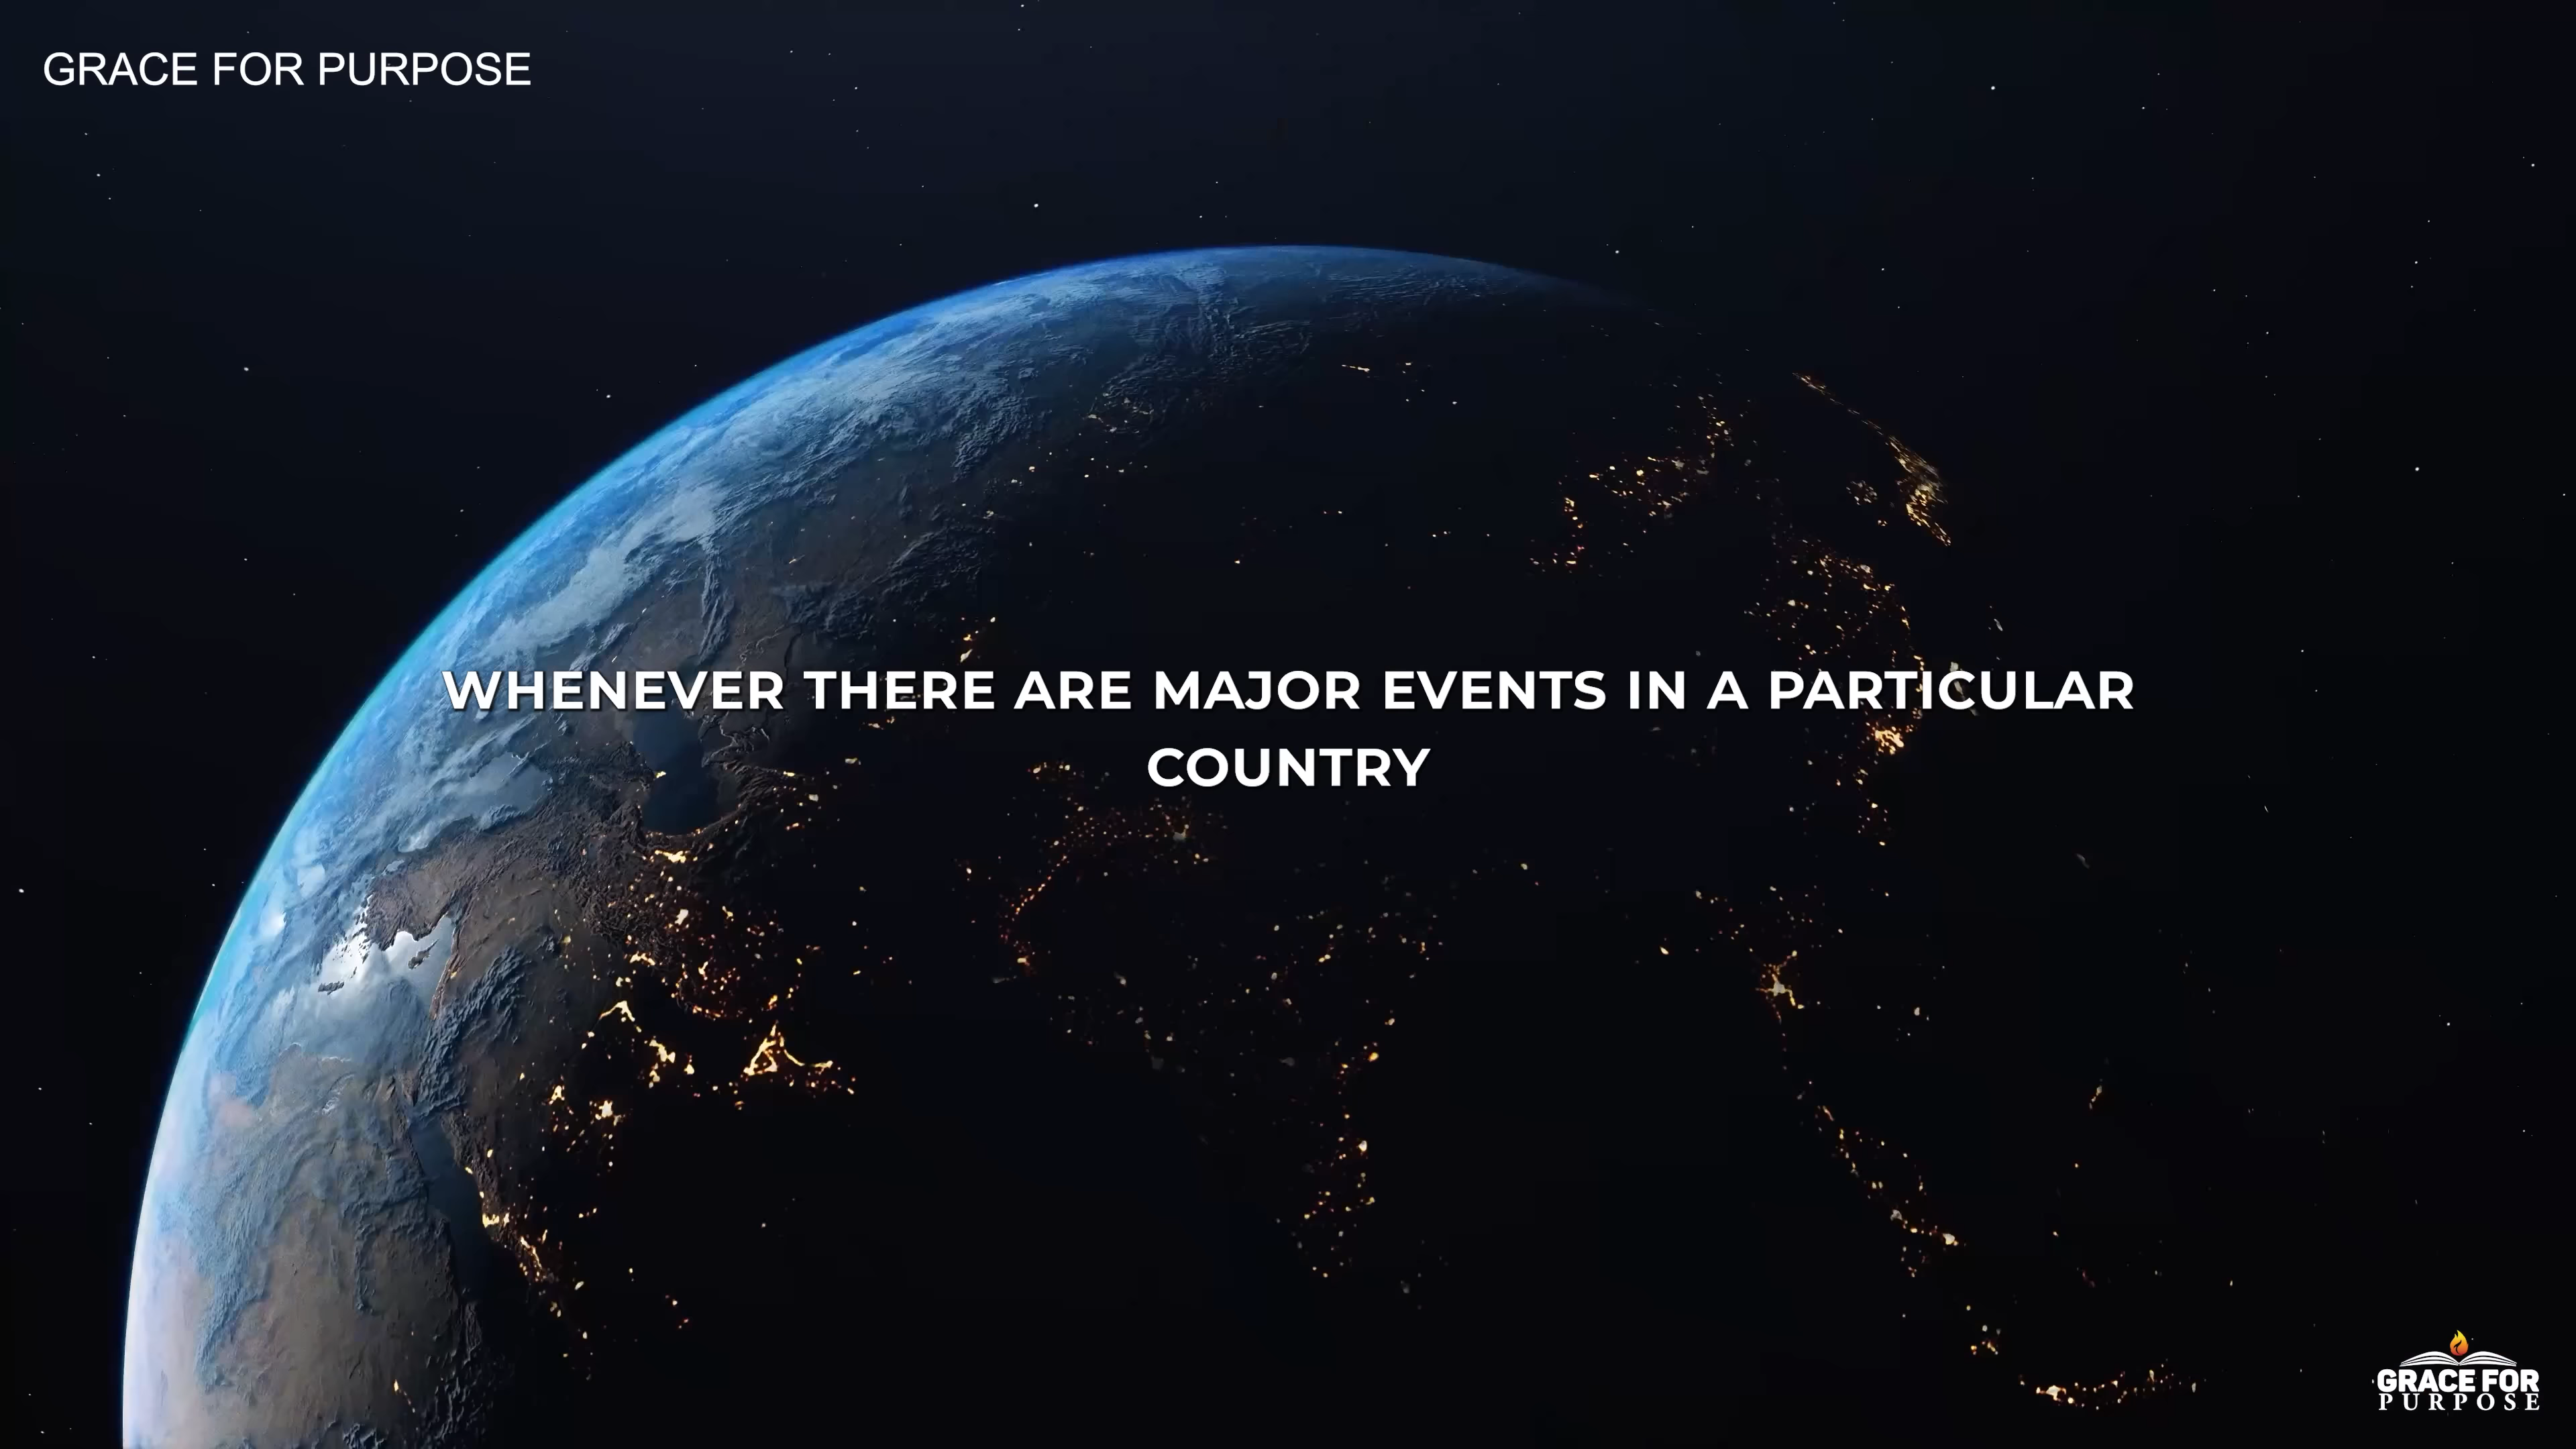 GRACE FOR PURPOSE
WHENEVER THERE ARE MAJOR EVENTS IN A PARTICULAR
COUNTRY
GRACE FOR
PURPOSE